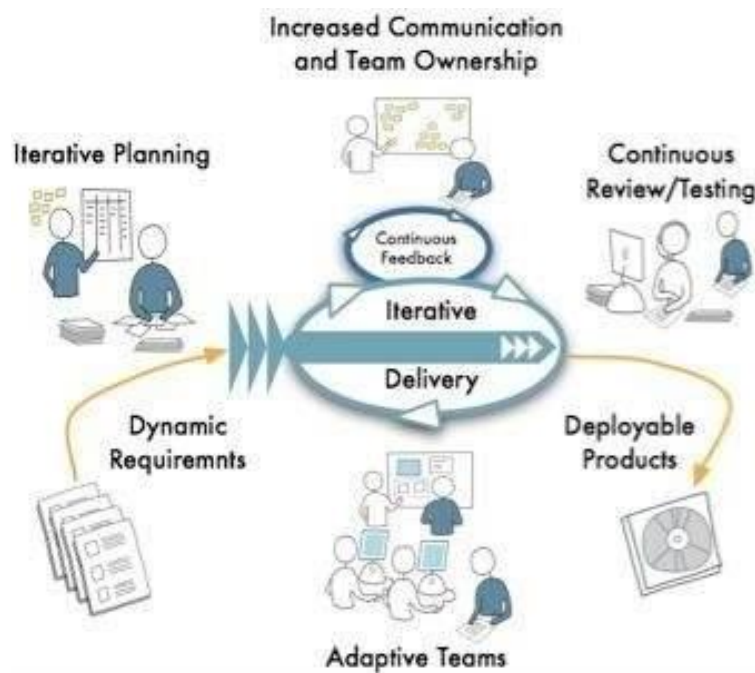 Increased Communication
and Team Ownership
Iterative Planning
Continuous
Review/Testing
Continuous
Feedback
Iterative
Delivery
Dynamic
Requiremnts
Deployable
Products
Adaptive Teams